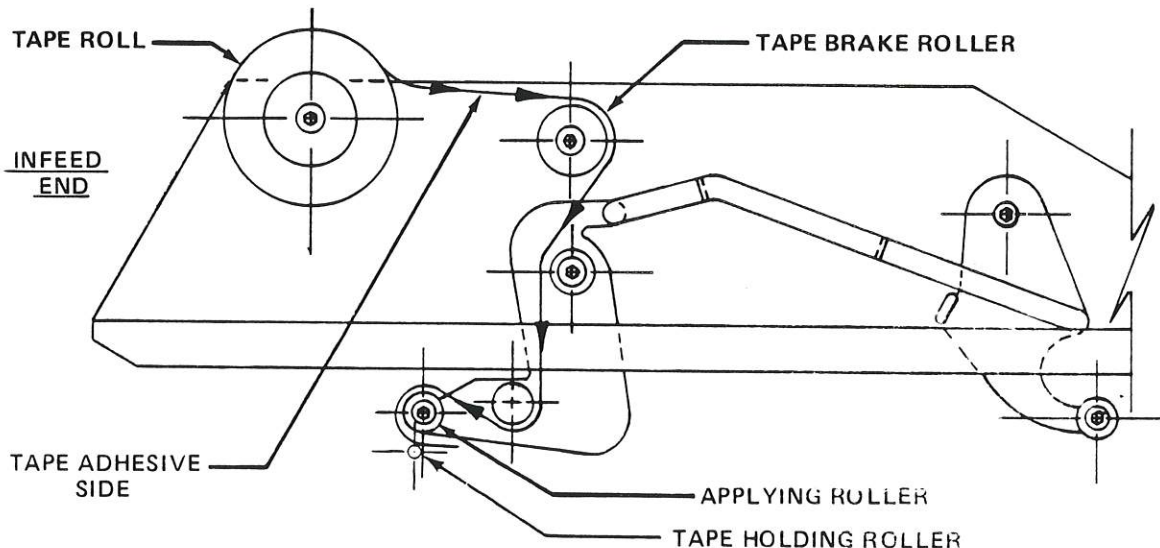 TAPE ROLL
TAPE BRAKE ROLLER
INFEED
END
TAPE ADHESIVE
SIDE
APPLYING ROLLER
TAPE HOLDING ROLLER